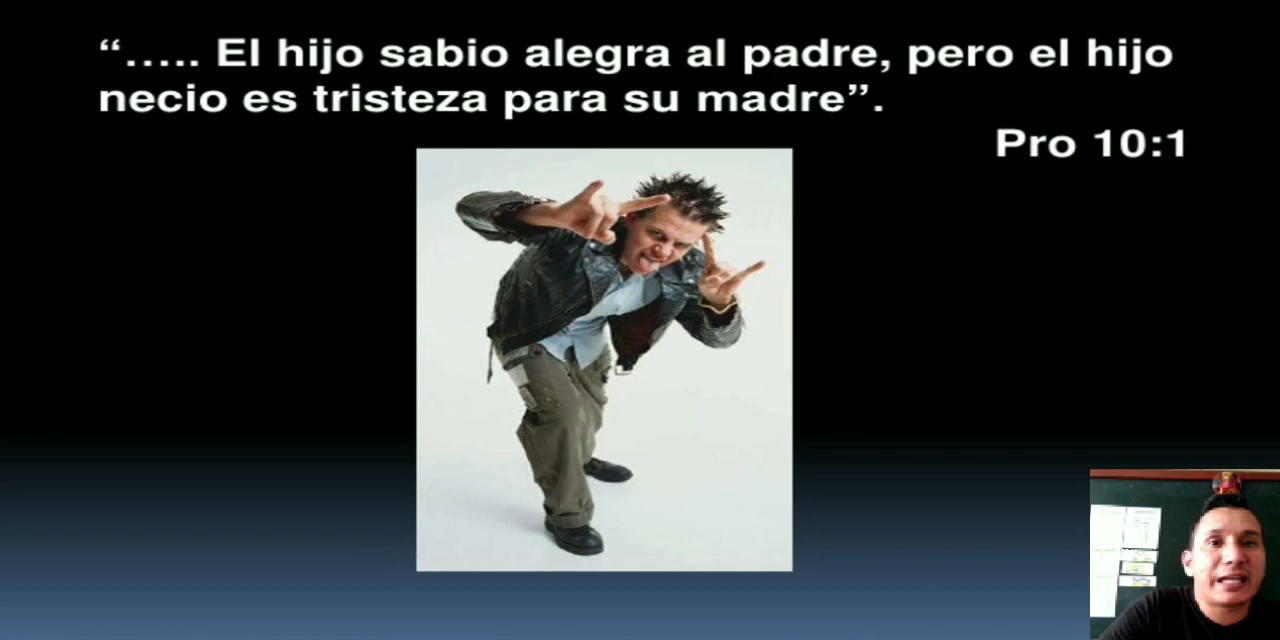 “..... El hijo sabio alegra al padre, pero el hijo
necio es tristeza para su madre”.
Pro 10:1